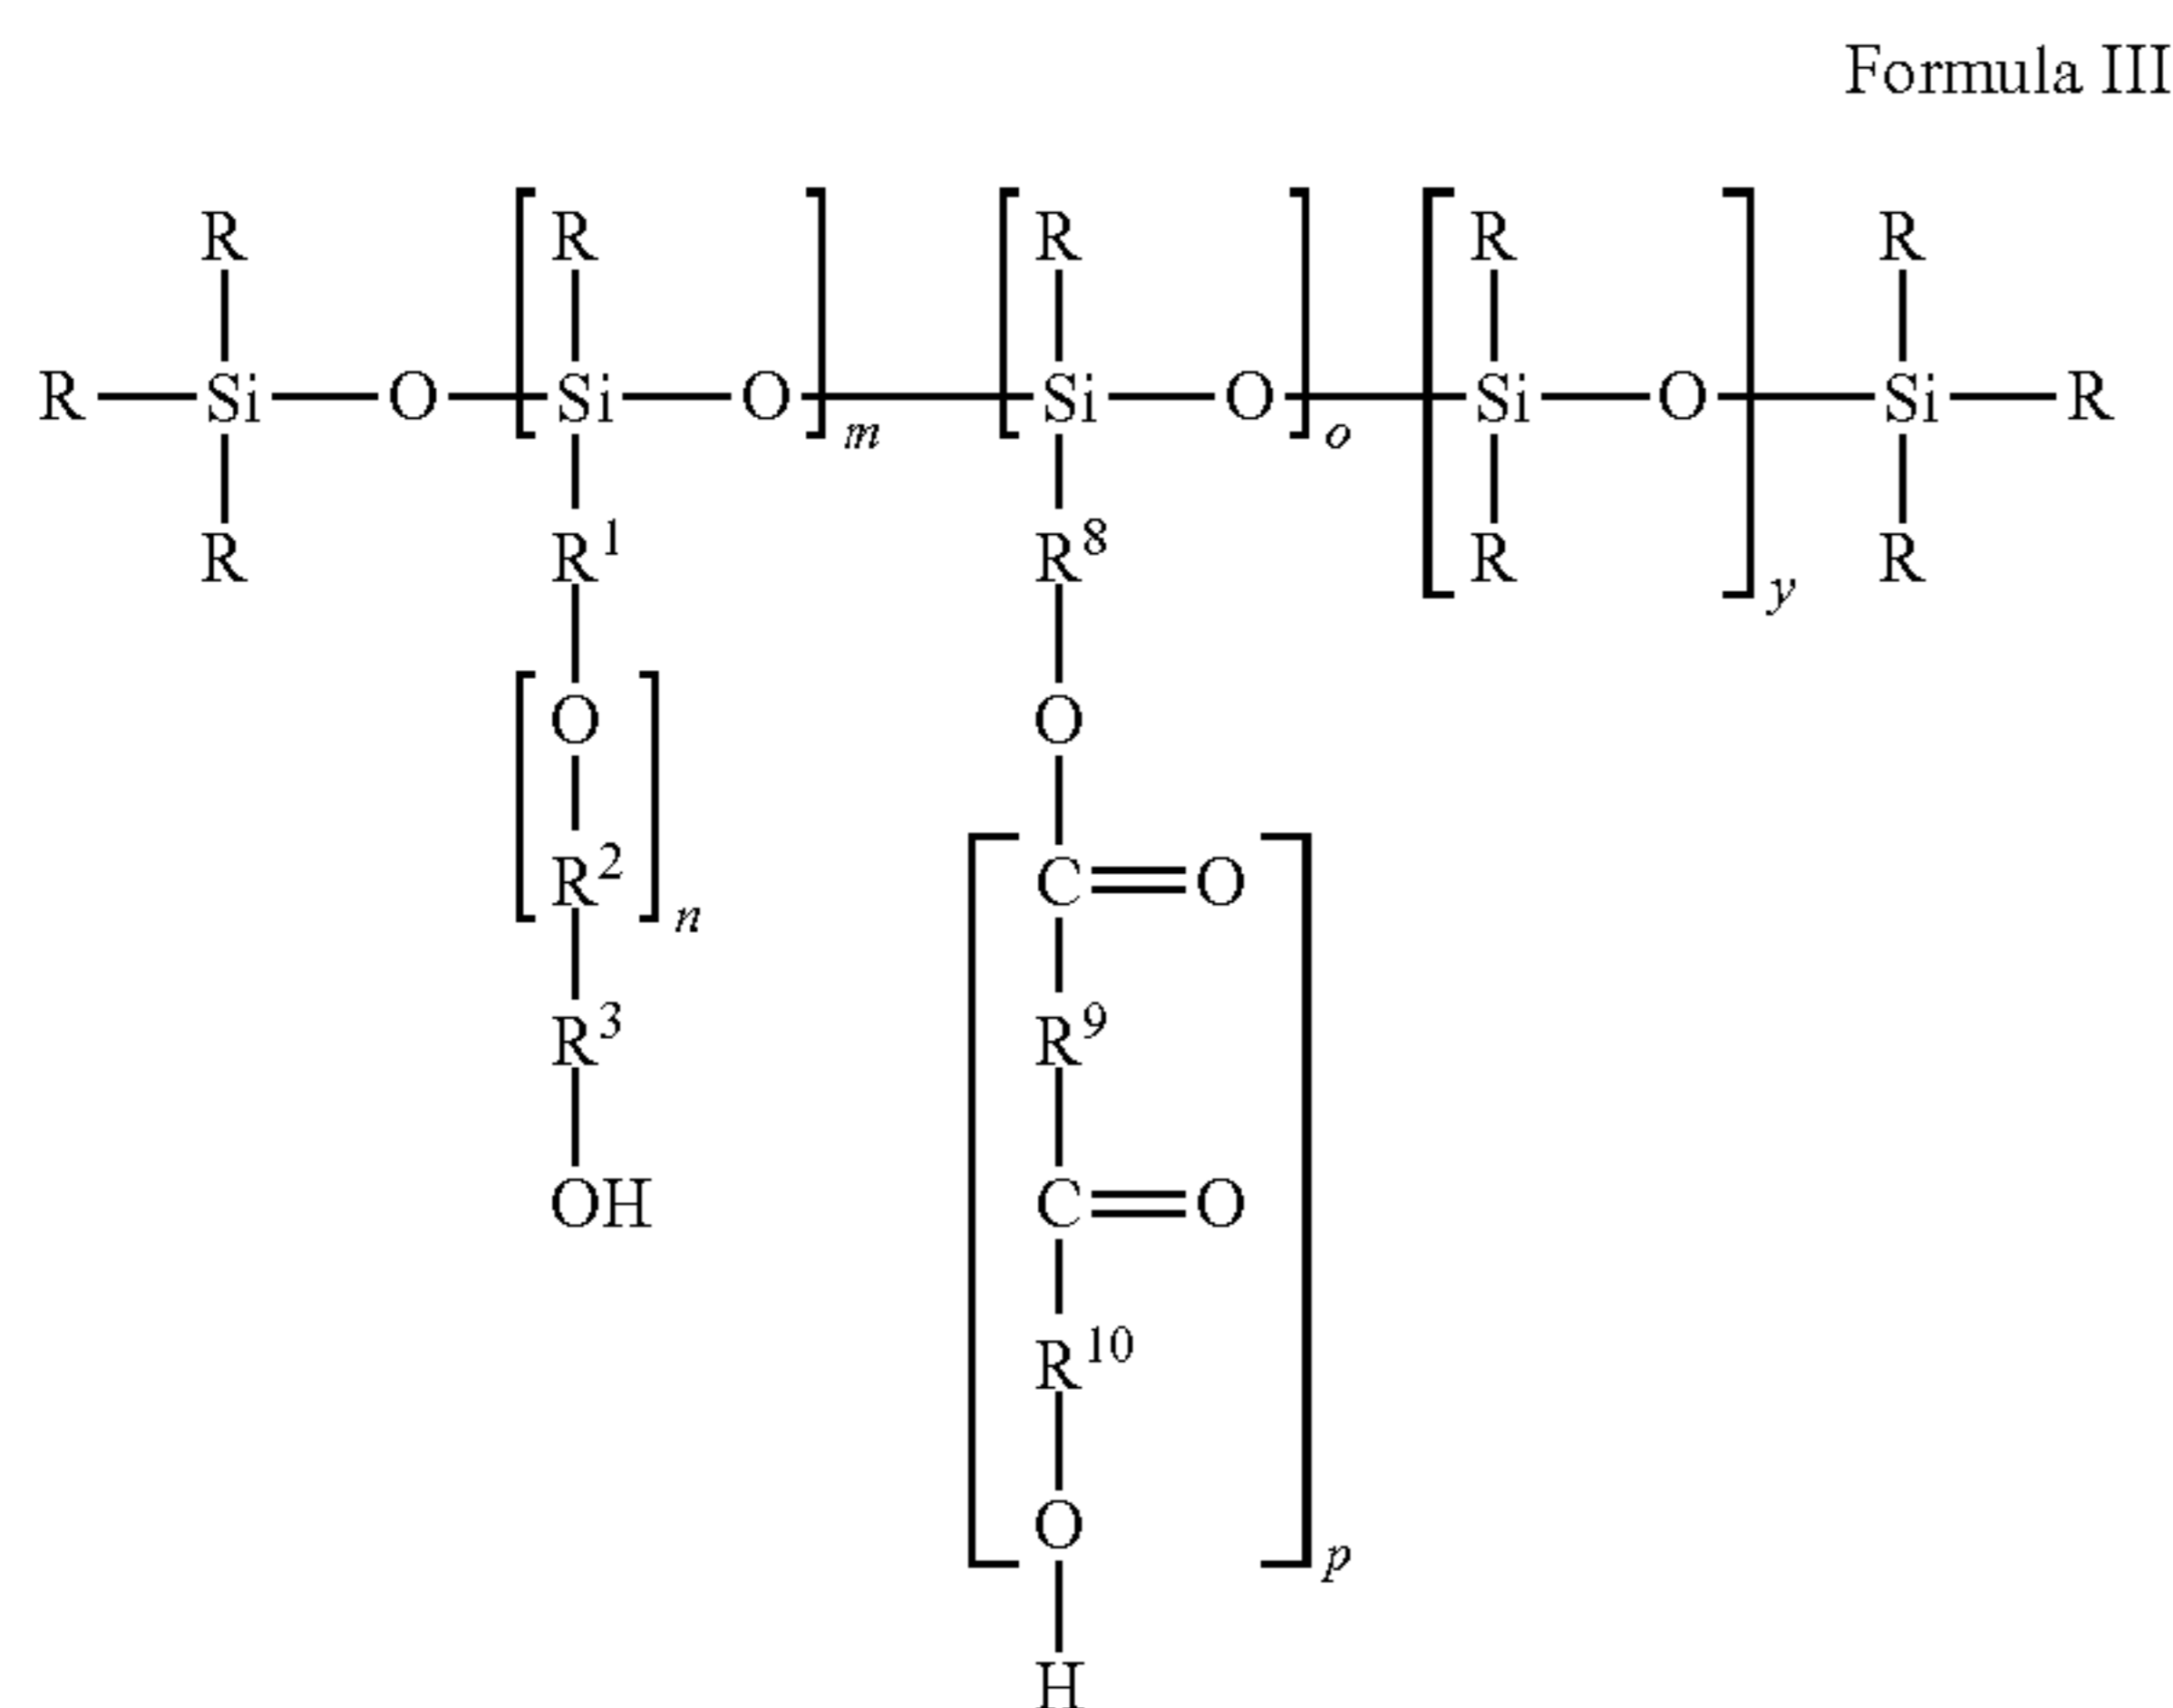 Formula III
R R R R R
R—Si—O—[Si—O]m—[Si—O]o—[Si—O]y—Si—R
R R¹ R⁸ R R
O O
R² n C=O
R³ R⁹
OH C=O
R¹⁰
O p
H